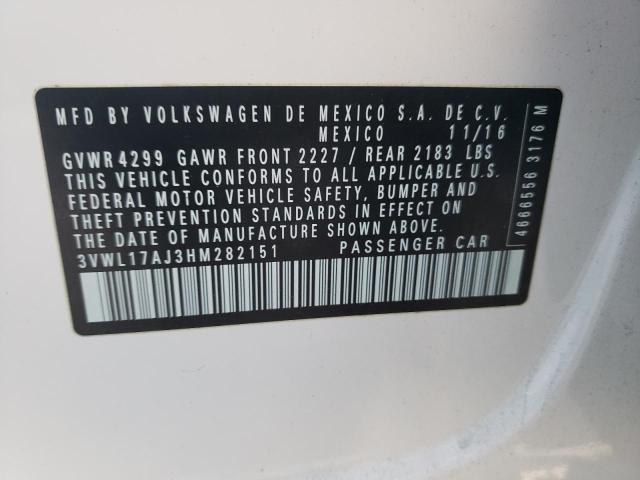 MFD BY VOLKSWAGEN DE MEXICO S.A. DE C.V.
MEXICO 11/16
GVWR 4299 GAWR FRONT 2227 / REAR 2183 LBS
THIS VEHICLE CONFORMS TO ALL APPLICABLE U.S.
FEDERAL MOTOR VEHICLE SAFETY, BUMPER AND
THEFT PREVENTION STANDARDS IN EFFECT ON
THE DATE OF MANUFACTURE SHOWN ABOVE.
3VWL17AJ3HM282151 PASSENGER CAR
4666556 3176 M